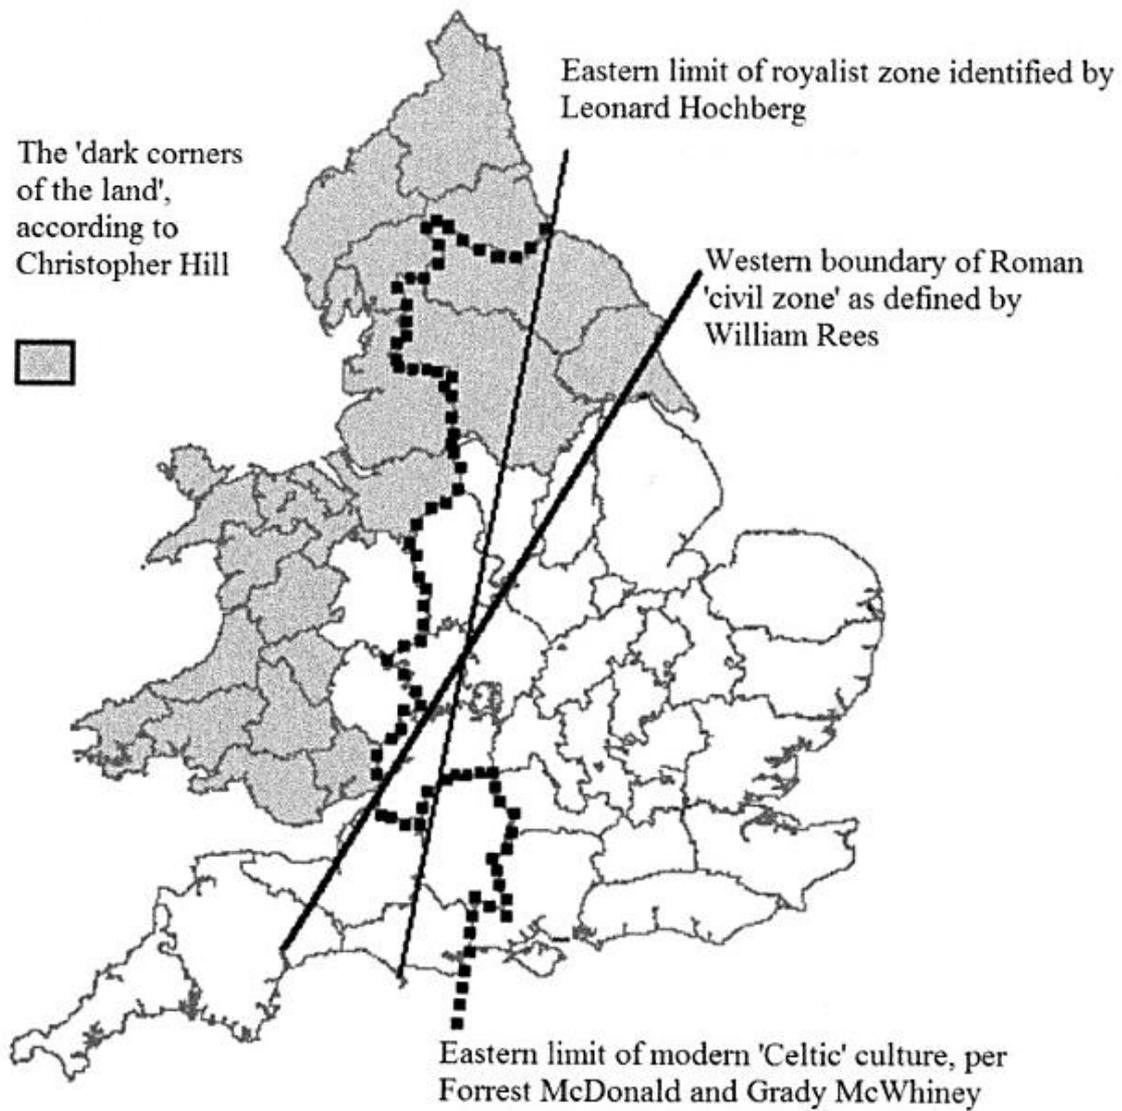 Eastern limit of royalist zone identified by
Leonard Hochberg
The 'dark corners
of the land',
according to
Christopher Hill
Western boundary of Roman
'civil zone' as defined by
William Rees
Eastern limit of modern 'Celtic' culture, per
Forrest McDonald and Grady McWhiney